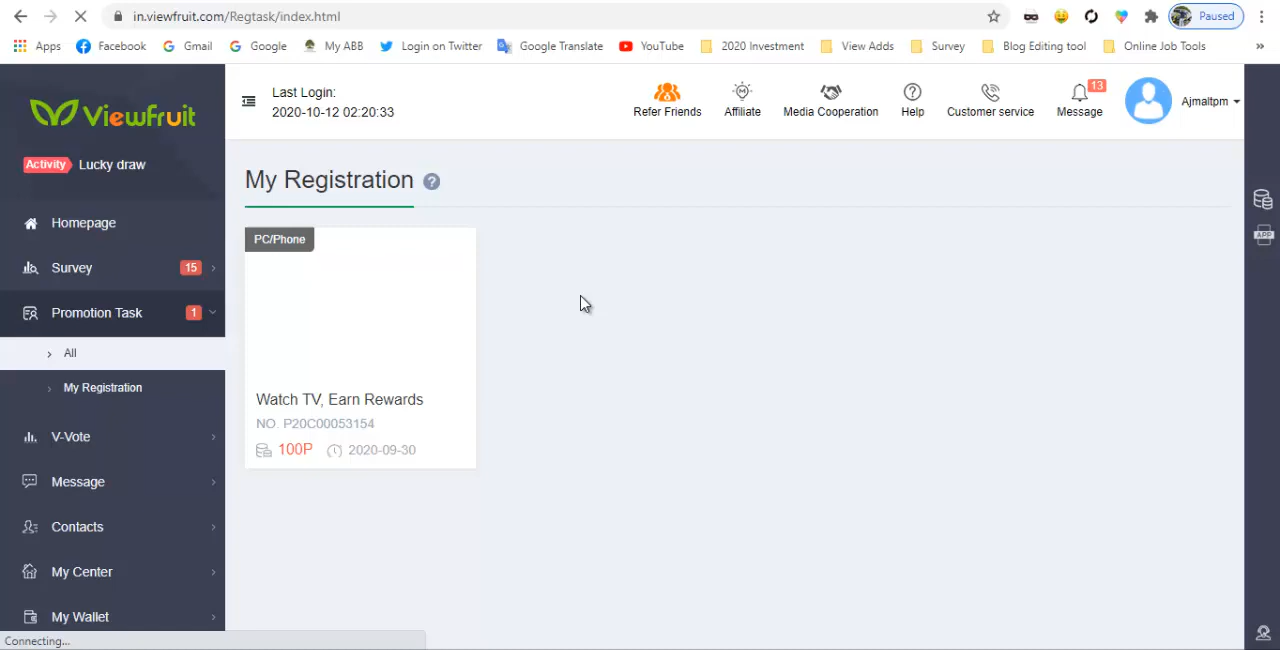 in.viewfruit.com/Regtask/index.html
Paused
Apps Facebook Gmail Google My ABB Login on Twitter Google Translate YouTube 2020 Investment View Adds Survey Blog Editing tool Online Job Tools »
Viewfruit
Activity Lucky draw
Homepage
Survey 15
Promotion Task 1
All
My Registration
V-Vote
Message
Contacts
My Center
My Wallet
Connecting...
Last Login:
2020-10-12 02:20:33
Refer Friends Affiliate Media Cooperation Help Customer service Message 13 Ajmaltpm
My Registration ?
PC/Phone
Watch TV, Earn Rewards
NO. P20C00053154
100P 2020-09-30
APP